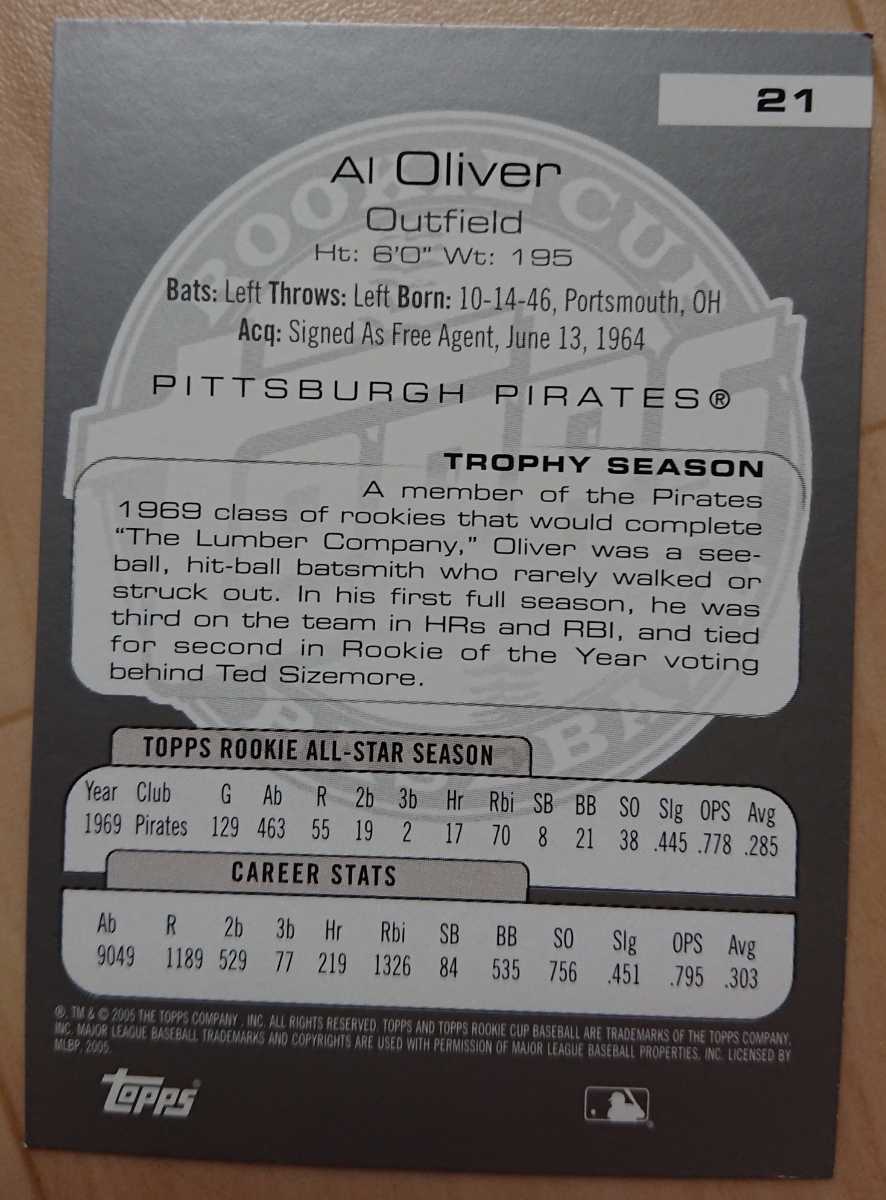 21
Al Oliver
Outfield
Ht: 6'0" Wt: 195
Bats: Left Throws: Left Born: 10-14-46, Portsmouth, OH
Acq: Signed As Free Agent, June 13, 1964
PITTSBURGH PIRATES®
TROPHY SEASON
A member of the Pirates
1969 class of rookies that would complete
"The Lumber Company," Oliver was a see-
ball, hit-ball batsmith who rarely walked or
struck out. In his first full season, he was
third on the team in HRs and RBI, and tied
for second in Rookie of the Year voting
behind Ted Sizemore.
TOPPS ROOKIE ALL-STAR SEASON
Year Club G Ab R 2b 3b Hr Rbi SB BB SO Slg OPS Avg
1969 Pirates 129 463 55 19 2 17 70 8 21 38 .445 .778 .285
CAREER STATS
Ab R 2b 3b Hr Rbi SB BB SO Slg OPS Avg
9049 1189 529 77 219 1326 84 535 756 .451 .795 .303
®, TM & © 2005 THE TOPPS COMPANY, INC. ALL RIGHTS RESERVED. TOPPS AND TOPPS ROOKIE CUP BASEBALL ARE TRADEMARKS OF THE TOPPS COMPANY,
INC. MAJOR LEAGUE BASEBALL TRADEMARKS AND COPYRIGHTS ARE USED WITH PERMISSION OF MAJOR LEAGUE BASEBALL PROPERTIES, INC. LICENSED BY
MLBP, 2005.
topps®